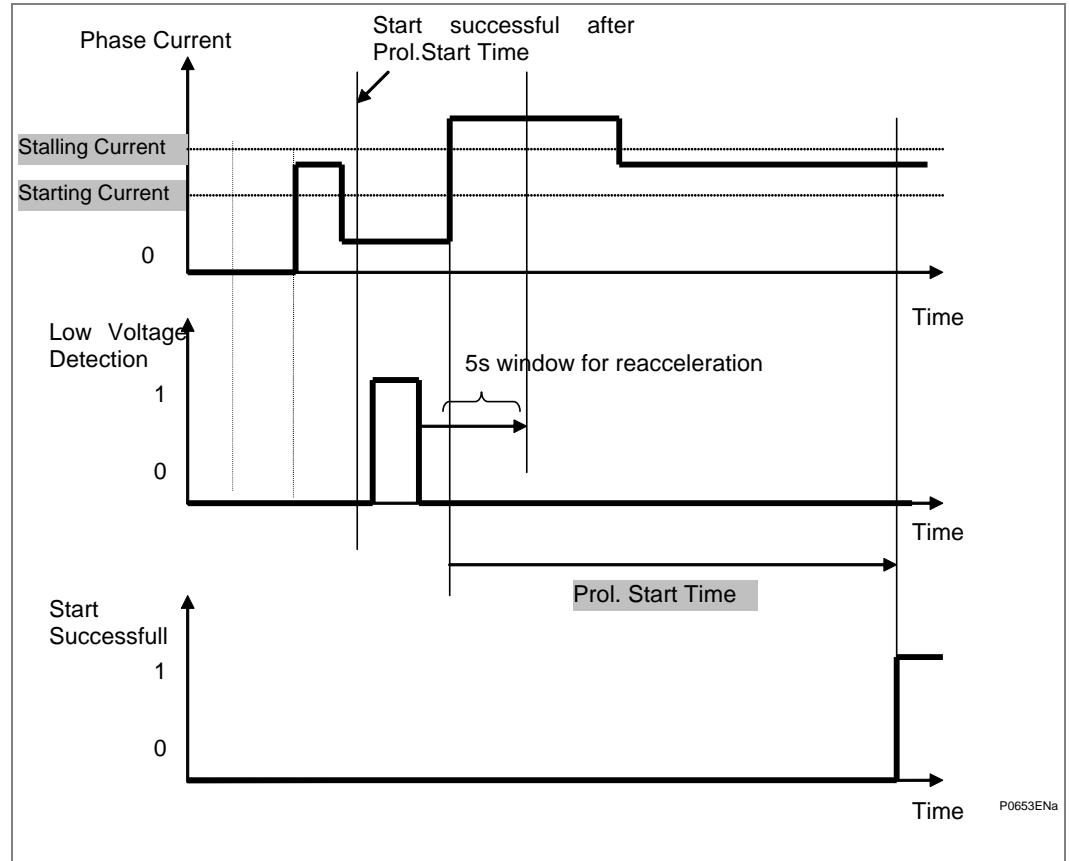 Start successful after
Prol.Start Time
Phase Current
Stalling Current
Starting Current
0
Time
Low Voltage
Detection
5s window for reacceleration
1
0
Time
Prol. Start Time
Start
Successfull
1
0
Time
P0653ENa